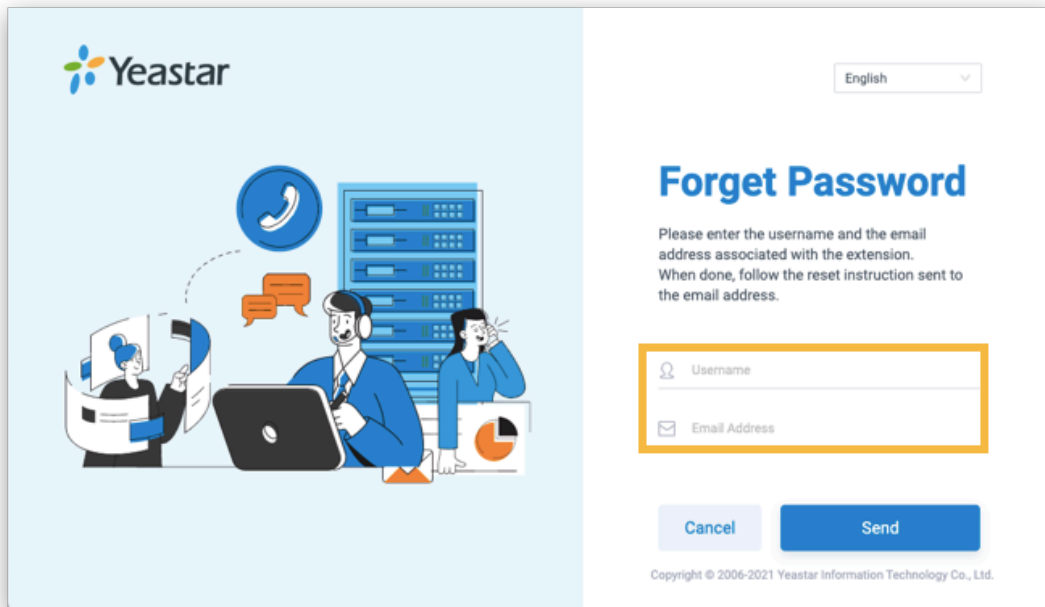 Yeastar
English
Forget Password
Please enter the username and the email
address associated with the extension.
When done, follow the reset instruction sent to
the email address.
Username
Email Address
Cancel
Send
Copyright © 2006-2021 Yeastar Information Technology Co., Ltd.